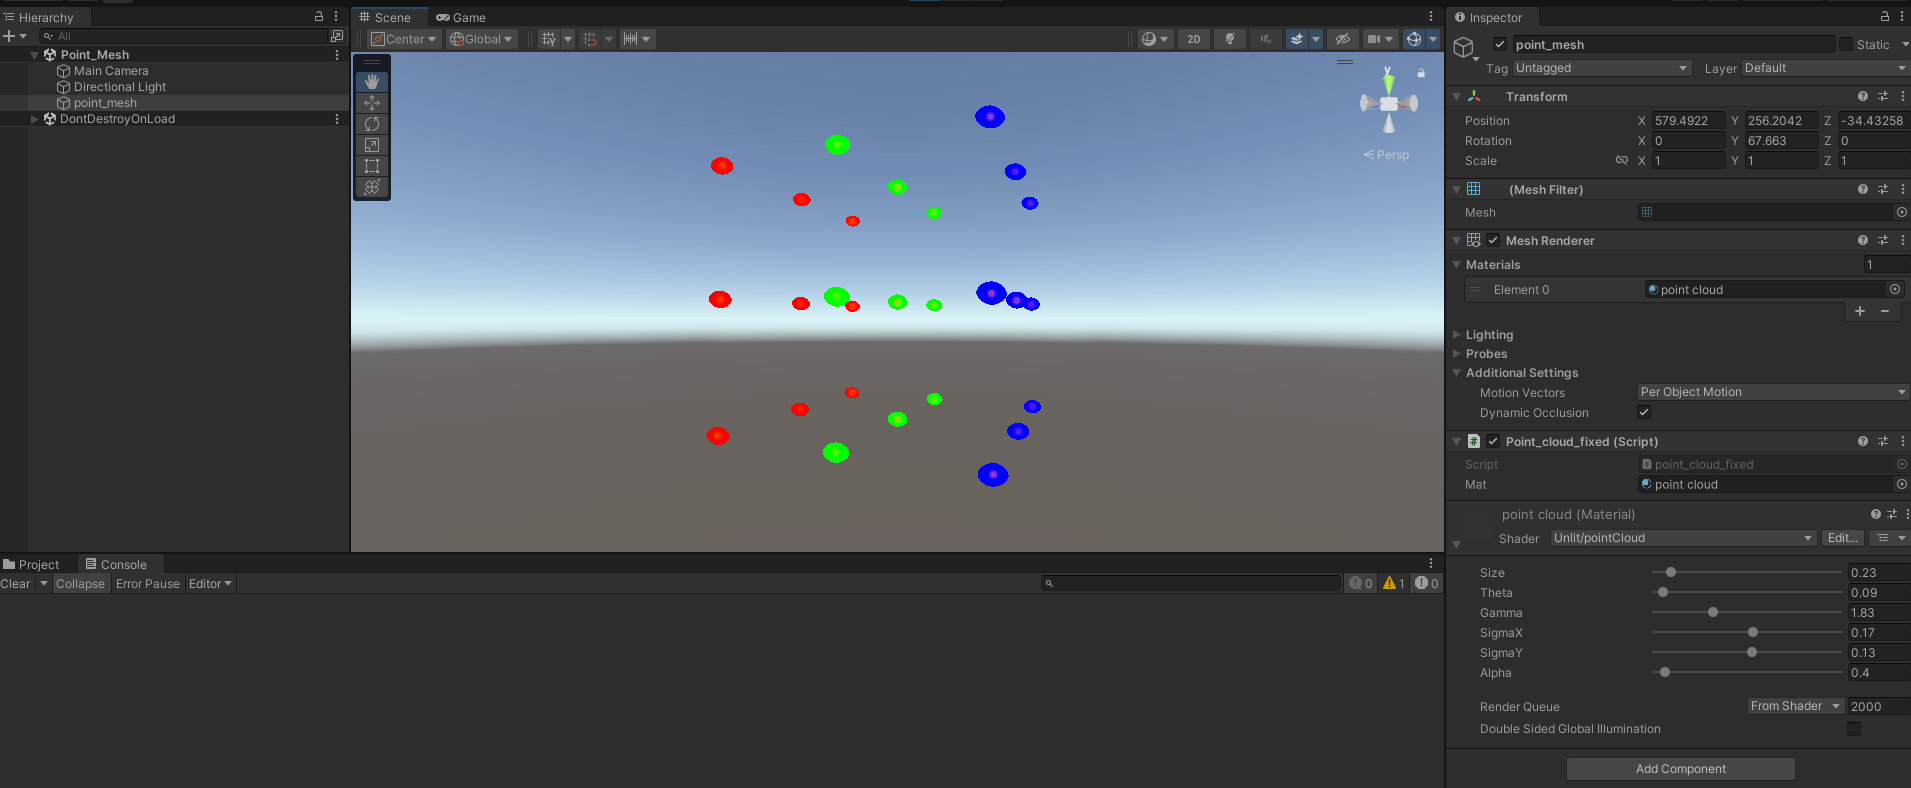 Hierarchy
All
Point_Mesh
Main Camera
Directional Light
point_mesh
DontDestroyOnLoad
Scene
Game
Center
Global
2D
y
Persp
Project
Console
Clear
Collapse
Error Pause
Editor
0
1
0
Inspector
point_mesh
Static
Tag
Untagged
Layer
Default
Transform
Position X 579.4922 Y 256.2042 Z -34.43258
Rotation X 0 Y 67.663 Z 0
Scale X 1 Y 1 Z 1
(Mesh Filter)
Mesh
Mesh Renderer
Materials 1
Element 0 point cloud
Lighting
Probes
Additional Settings
Motion Vectors Per Object Motion
Dynamic Occlusion
Point_cloud_fixed (Script)
Script point_cloud_fixed
Mat point cloud
point cloud (Material)
Shader Unlit/pointCloud Edit...
Size 0.23
Theta 0.09
Gamma 1.83
SigmaX 0.17
SigmaY 0.13
Alpha 0.4
Render Queue From Shader 2000
Double Sided Global Illumination
Add Component